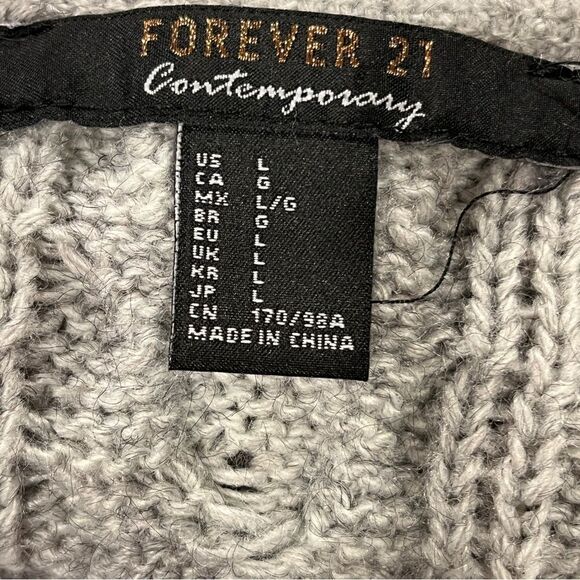 FOREVER 21
Contemporary
US L
CA G
MX L/G
BR G
EU L
UK L
KR L
JP L
CN 170/98A
MADE IN CHINA